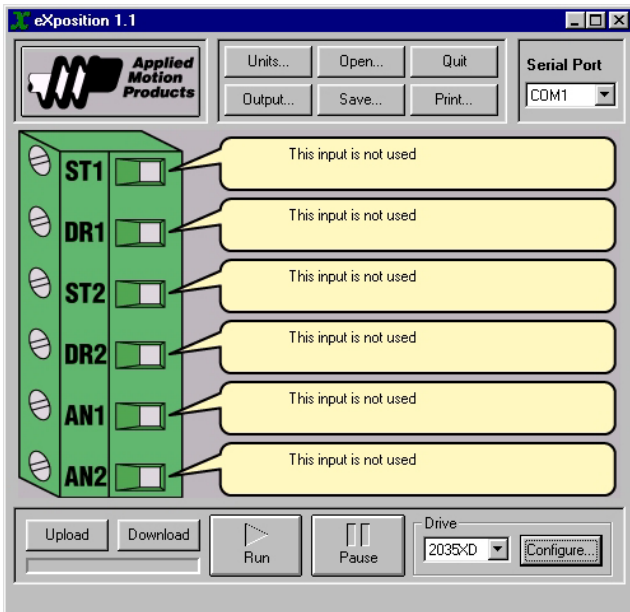 eXposition 1.1
Applied
Motion
Products
Units... Open... Quit
Output... Save... Print...
Serial Port
COM1
ST1 This input is not used
DR1 This input is not used
ST2 This input is not used
DR2 This input is not used
AN1 This input is not used
AN2 This input is not used
Upload Download
Run
Pause
Drive
2035XD Configure...